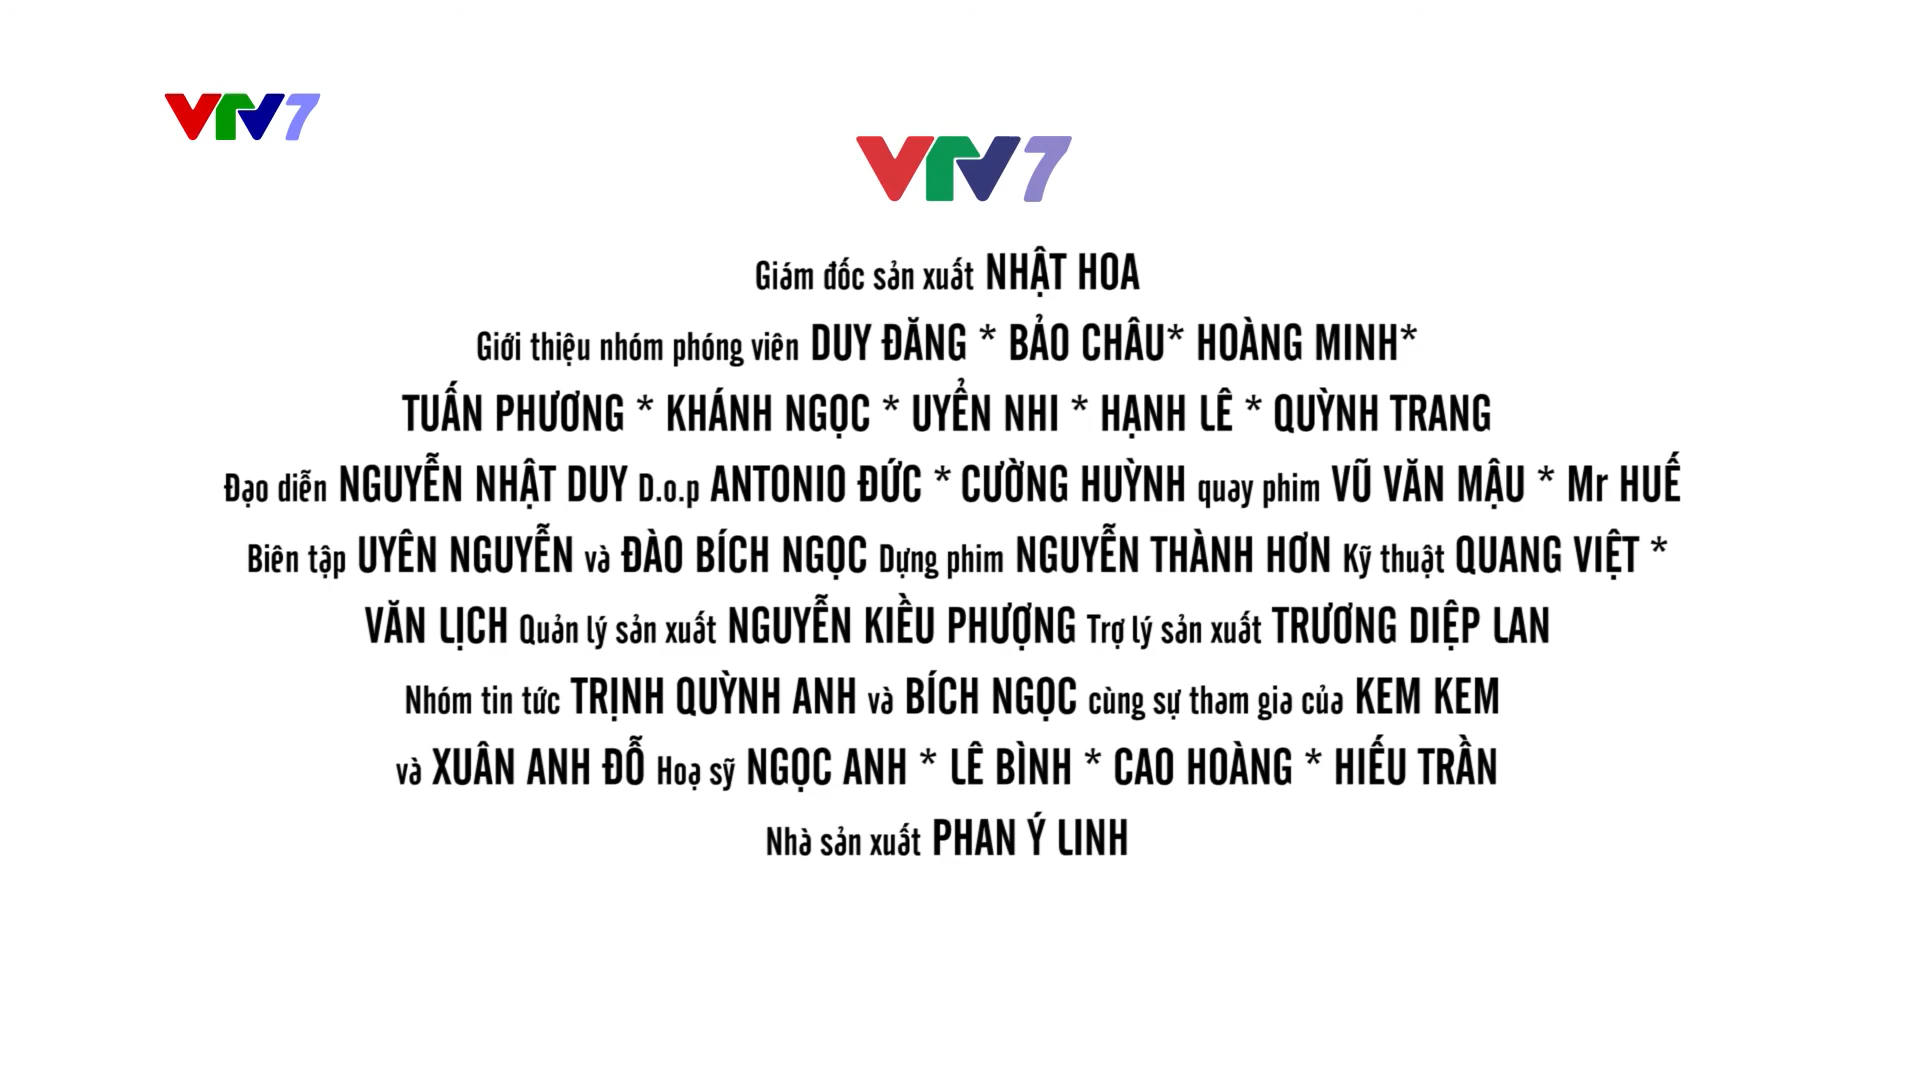 VTV7
VTV7
Giám đốc sản xuất NHẬT HOA
Giới thiệu nhóm phóng viên DUY ĐĂNG * BẢO CHÂU* HOÀNG MINH*
TUẤN PHƯƠNG * KHÁNH NGỌC * UYỂN NHI * HẠNH LÊ * QUỲNH TRANG
Đạo diễn NGUYỄN NHẬT DUY D.o.p ANTONIO ĐỨC * CƯỜNG HUỲNH quay phim VŨ VĂN MẬU * Mr HUẾ
Biên tập UYÊN NGUYỄN và ĐÀO BÍCH NGỌC Dựng phim NGUYỄN THÀNH HƠN Kỹ thuật QUANG VIỆT *
VĂN LỊCH Quản lý sản xuất NGUYỄN KIỀU PHƯỢNG Trợ lý sản xuất TRƯƠNG DIỆP LAN
Nhóm tin tức TRỊNH QUỲNH ANH và BÍCH NGỌC cùng sự tham gia của KEM KEM
và XUÂN ANH ĐỖ Hoạ sỹ NGỌC ANH * LÊ BÌNH * CAO HOÀNG * HIẾU TRẦN
Nhà sản xuất PHAN Ý LINH